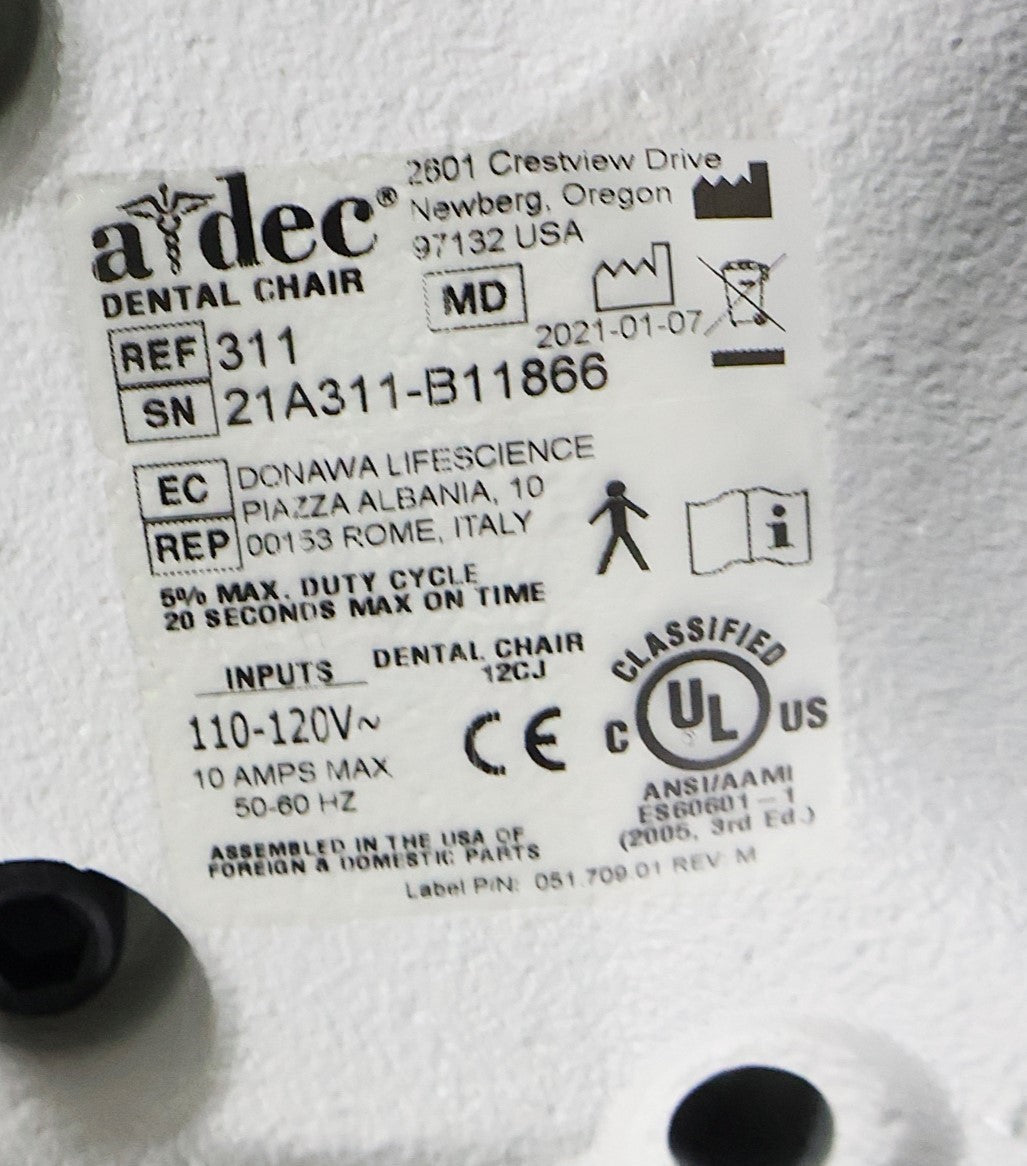 a dec®
DENTAL CHAIR
2601 Crestview Drive
Newberg, Oregon
97132 USA
MD
2021-01-07
REF 311
SN 21A311-B11866
EC REP
DONAWA LIFESCIENCE
PIAZZA ALBANIA, 10
00153 ROME, ITALY
i
5% MAX. DUTY CYCLE
20 SECONDS MAX ON TIME
INPUTS
110-120V~
10 AMPS MAX
50-60 HZ
DENTAL CHAIR
12CJ
CE
CLASSIFIED
C UL US
ANSI/AAMI
ES60601-1
(2005, 3rd Ed.)
ASSEMBLED IN THE USA OF
FOREIGN & DOMESTIC PARTS
Label P/N: 051.709.01 REV M